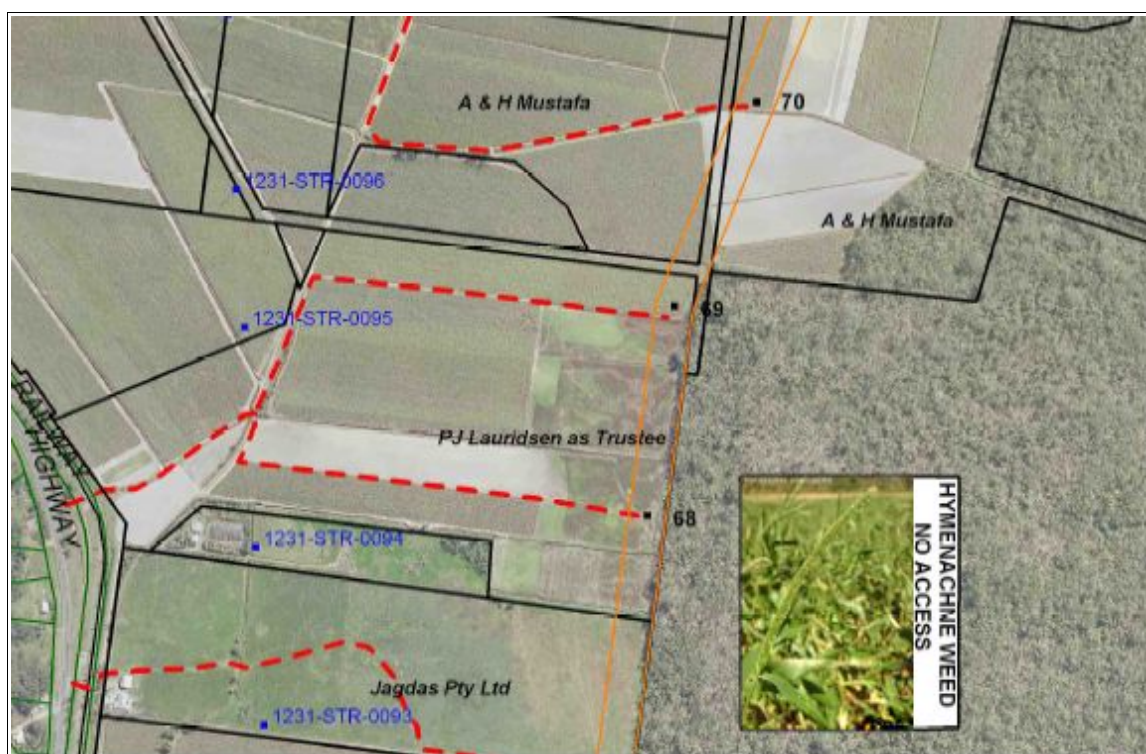 A & H Mustafa
70
1231-STR-0096
A & H Mustafa
1231-STR-0095
69
RAILWAY
HIGHWAY
PJ Lauridsen as Trustee
68
1231-STR-0094
HYMENACHNE WEED
NO ACCESS
Jagdas Pty Ltd
1231-STR-0093